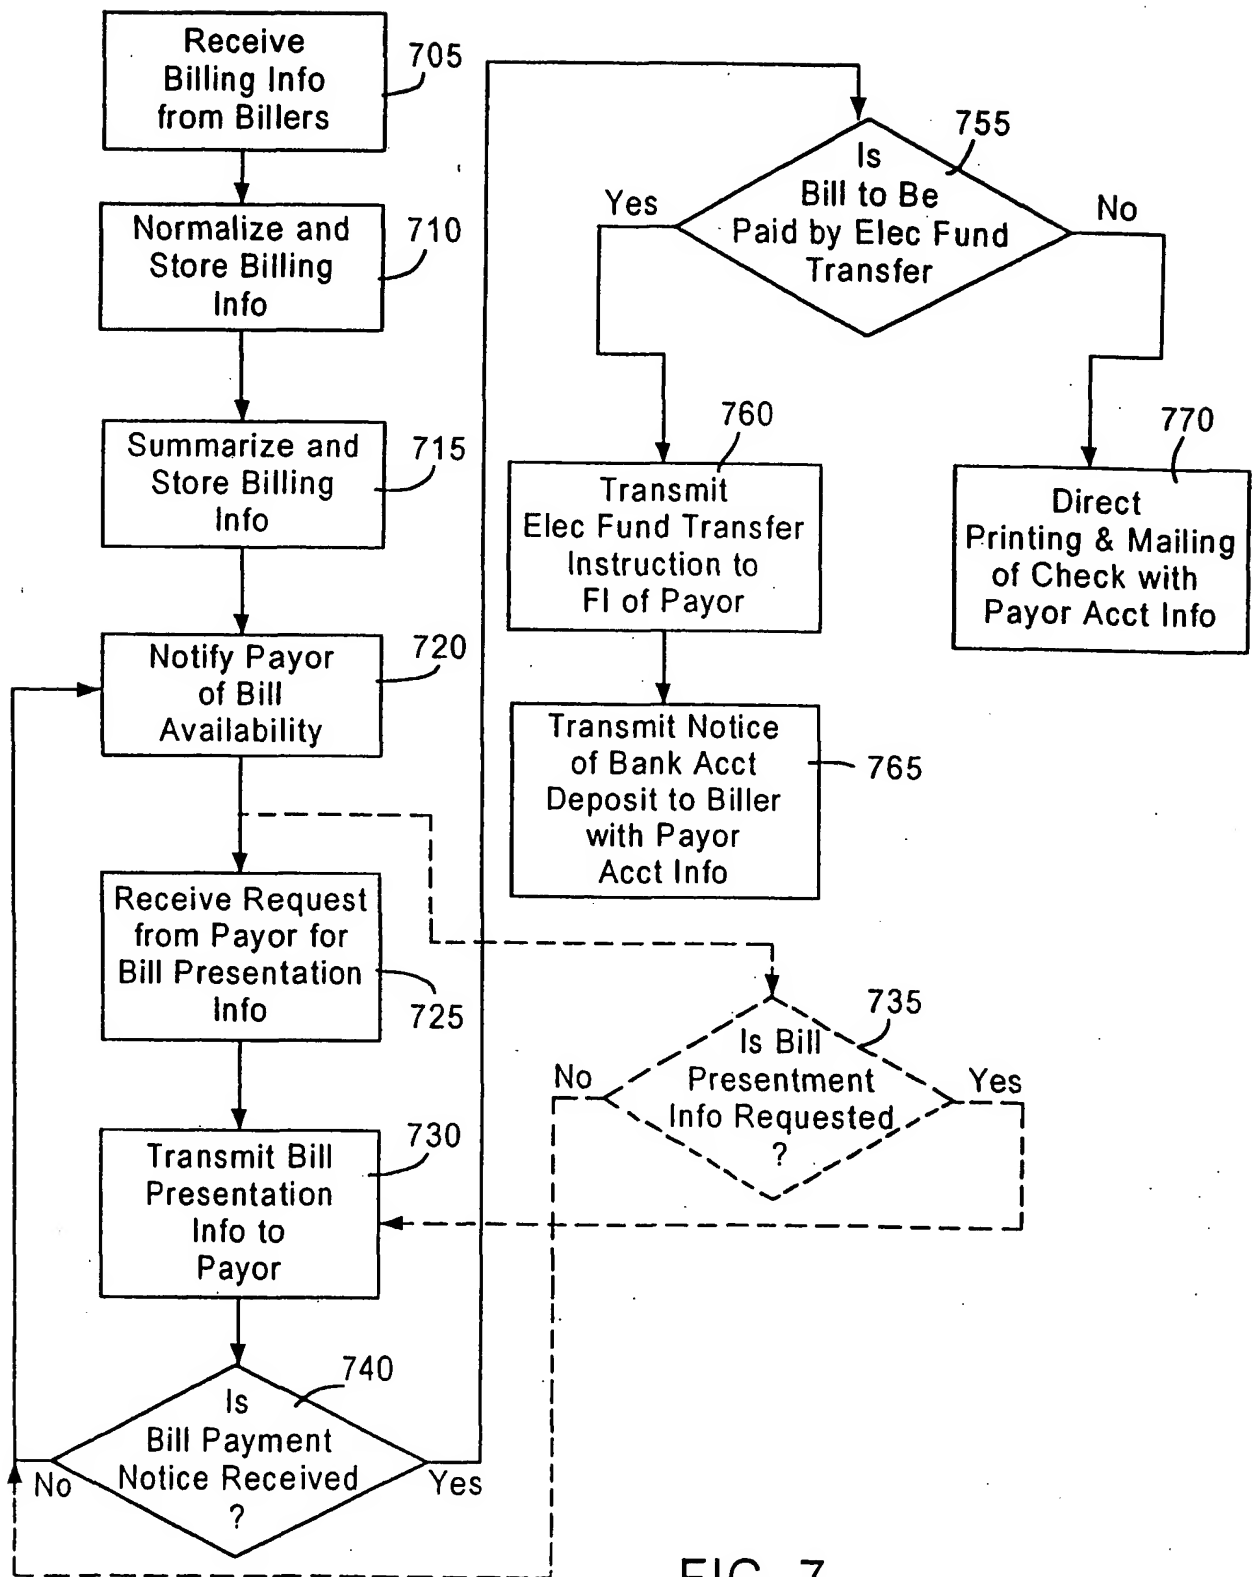 Receive
Billing Info
from Billers
705
Normalize and
Store Billing
Info
710
Summarize and
Store Billing
Info
715
Notify Payor
of Bill
Availability
720
Receive Request
from Payor for
Bill Presentation
Info
725
Transmit Bill
Presentation
Info to
Payor
730
Is
Bill Payment
Notice Received
?
740
No
Yes
Is
Bill to Be
Paid by Elec Fund
Transfer
755
Yes
No
Transmit
Elec Fund Transfer
Instruction to
FI of Payor
760
Transmit Notice
of Bank Acct
Deposit to Biller
with Payor
Acct Info
765
Direct
Printing & Mailing
of Check with
Payor Acct Info
770
Is Bill
Presentment
Info Requested
?
735
No
Yes
FIG. 7